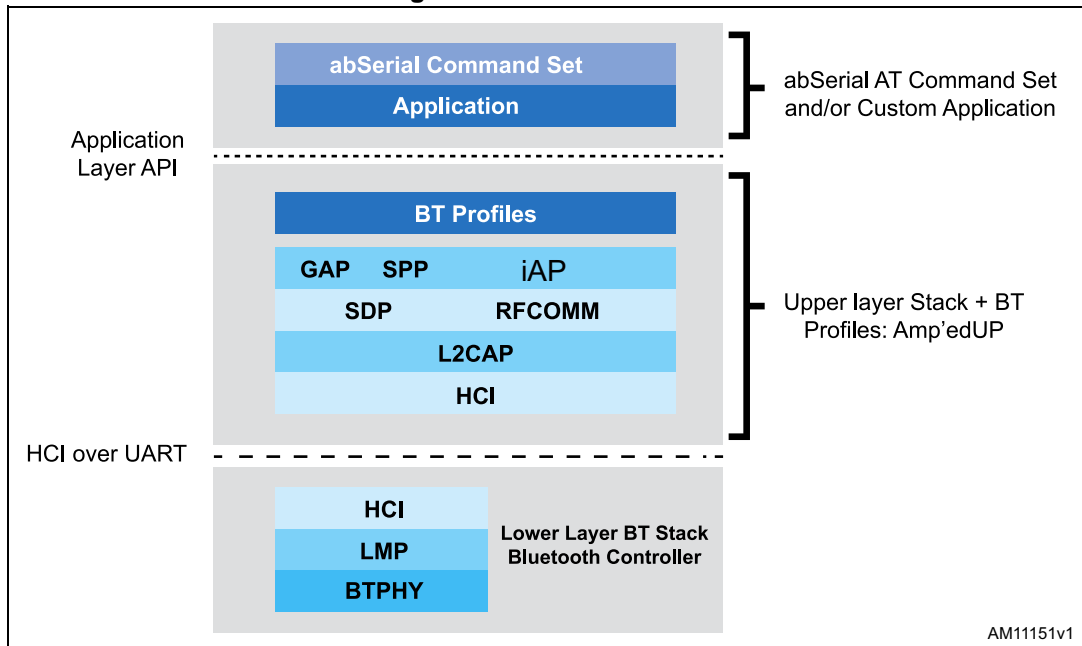 abSerial Command Set
Application
abSerial AT Command Set
and/or Custom Application
Application
Layer API
BT Profiles
GAP SPP iAP
SDP RFCOMM
L2CAP
HCI
Upper layer Stack + BT
Profiles: Amp'edUP
HCI over UART
HCI
LMP
BTPHY
Lower Layer BT Stack
Bluetooth Controller
AM11151v1